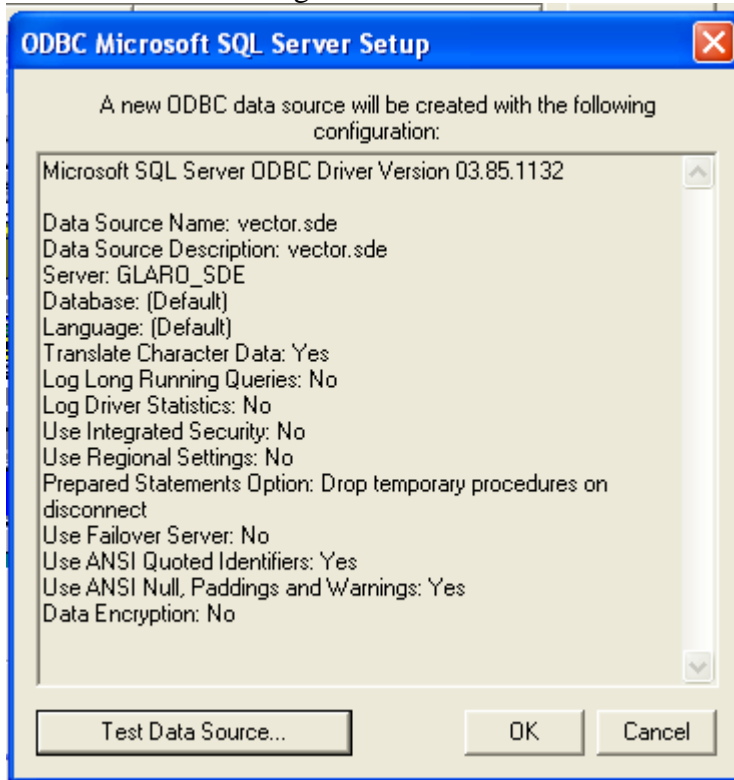 ODBC Microsoft SQL Server Setup
A new ODBC data source will be created with the following
configuration:
Microsoft SQL Server ODBC Driver Version 03.85.1132
Data Source Name: vector.sde
Data Source Description: vector.sde
Server: GLARO_SDE
Database: (Default)
Language: (Default)
Translate Character Data: Yes
Log Long Running Queries: No
Log Driver Statistics: No
Use Integrated Security: No
Use Regional Settings: No
Prepared Statements Option: Drop temporary procedures on
disconnect
Use Failover Server: No
Use ANSI Quoted Identifiers: Yes
Use ANSI Null, Paddings and Warnings: Yes
Data Encryption: No
Test Data Source... OK Cancel